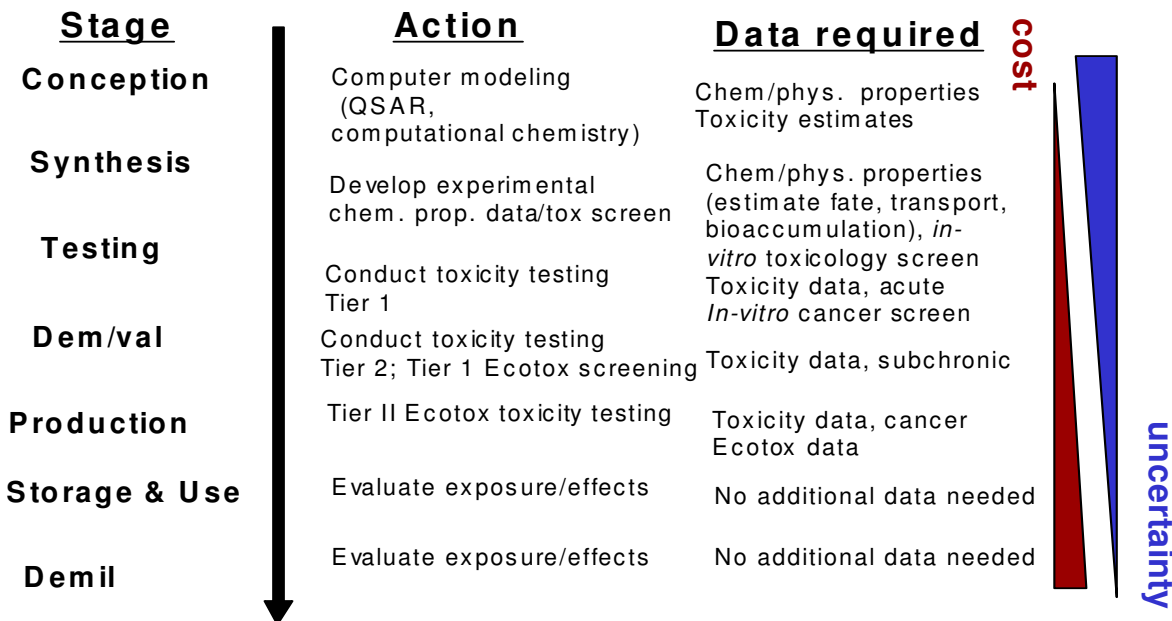 Stage
Action
Data required
cost
Conception
Computer modeling
(QSAR,
computational chemistry)
Chem/phys. properties
Toxicity estimates
Synthesis
Develop experimental
chem. prop. data/tox screen
Chem/phys. properties
(estimate fate, transport,
bioaccumulation), in-
vitro toxicology screen
Testing
Conduct toxicity testing
Tier 1
Toxicity data, acute
In-vitro cancer screen
Dem/val
Conduct toxicity testing
Tier 2; Tier 1 Ecotox screening
Toxicity data, subchronic
Production
Tier II Ecotox toxicity testing
Toxicity data, cancer
Ecotox data
Storage & Use
Evaluate exposure/effects
No additional data needed
Demil
Evaluate exposure/effects
No additional data needed
uncertainty